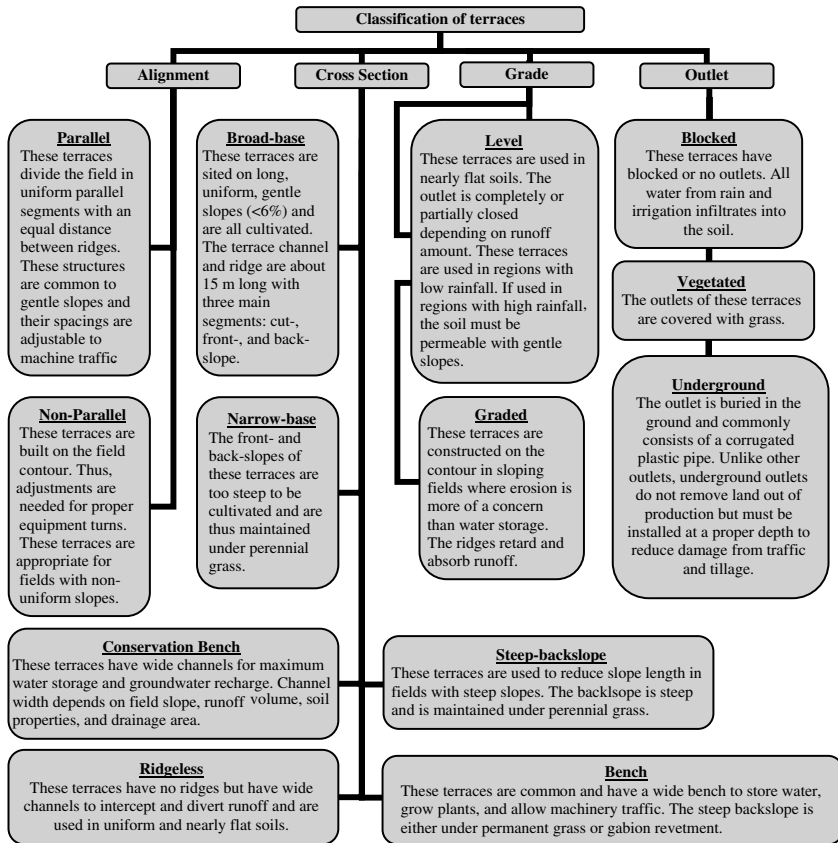 Classification of terraces
Alignment
Cross Section
Grade
Outlet
Parallel
These terraces
divide the field in
uniform parallel
segments with an
equal distance
between ridges.
These structures
are common to
gentle slopes and
their spacings are
adjustable to
machine traffic
Non-Parallel
These terraces are
built on the field
contour. Thus,
adjustments are
needed for proper
equipment turns.
These terraces are
appropriate for
fields with non-
uniform slopes.
Broad-base
These terraces are
sited on long,
uniform, gentle
slopes (<6%) and
are all cultivated.
The terrace channel
and ridge are about
15 m long with
three main
segments: cut-,
front-, and back-
slope.
Narrow-base
The front- and
back-slopes of
these terraces are
too steep to be
cultivated and are
thus maintained
under perennial
grass.
Level
These terraces are used in
nearly flat soils. The
outlet is completely or
partially closed
depending on runoff
amount. These terraces
are used in regions with
low rainfall. If used in
regions with high rainfall,
the soil must be
permeable with gentle
slopes.
Graded
These terraces are
constructed on the
contour in sloping
fields where erosion is
more of a concern
than water storage.
The ridges retard and
absorb runoff.
Blocked
These terraces have
blocked or no outlets. All
water from rain and
irrigation infiltrates into
the soil.
Vegetated
The outlets of these terraces
are covered with grass.
Underground
The outlet is buried in the
ground and commonly
consists of a corrugated
plastic pipe. Unlike other
outlets, underground outlets
do not remove land out of
production but must be
installed at a proper depth to
reduce damage from traffic
and tillage.
Conservation Bench
These terraces have wide channels for maximum
water storage and groundwater recharge. Channel
width depends on field slope, runoff volume, soil
properties, and drainage area.
Steep-backslope
These terraces are used to reduce slope length in
fields with steep slopes. The backlsope is steep
and is maintained under perennial grass.
Ridgeless
These terraces have no ridges but have wide
channels to intercept and divert runoff and are
used in uniform and nearly flat soils.
Bench
These terraces are common and have a wide bench to store water,
grow plants, and allow machinery traffic. The steep backslope is
either under permanent grass or gabion revetment.